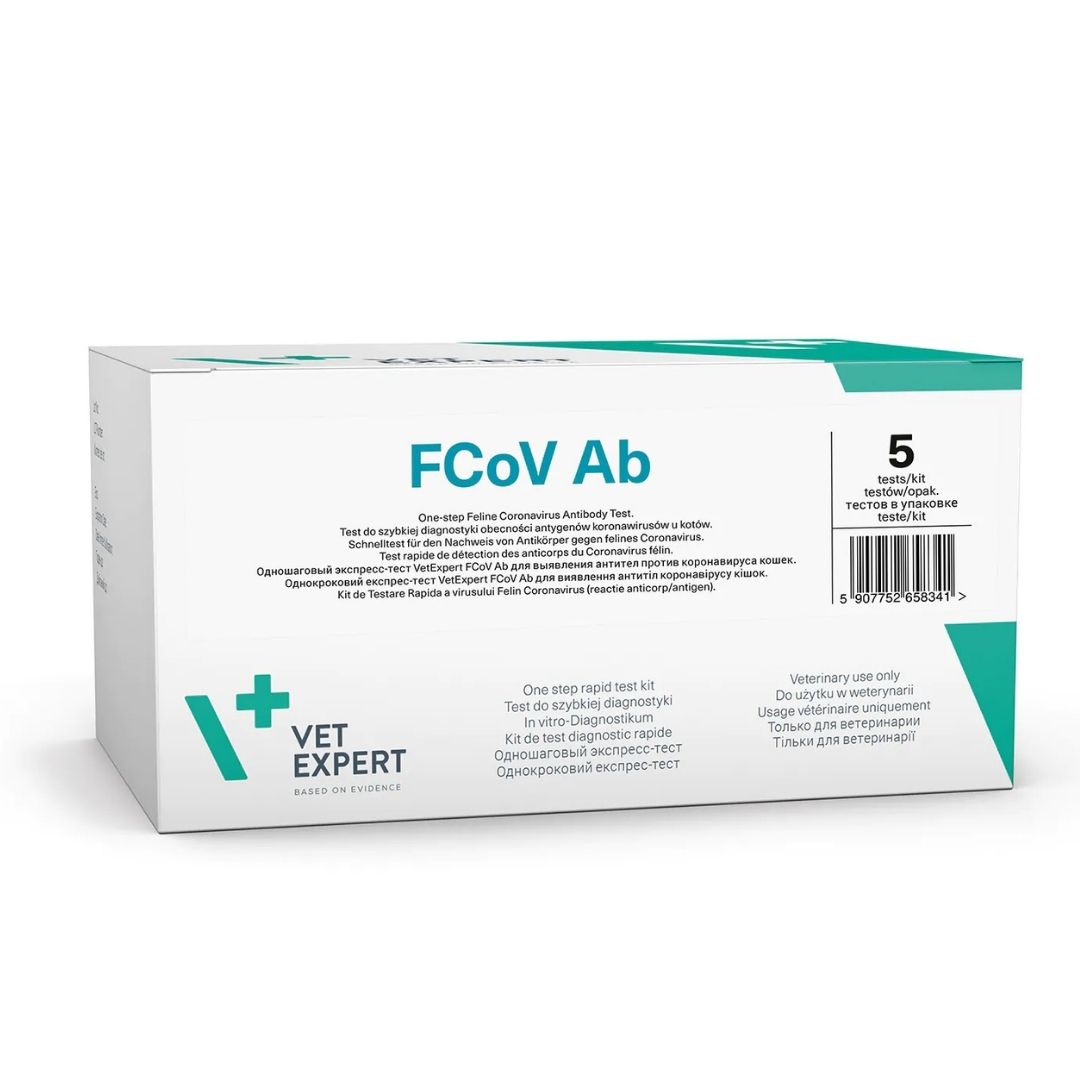 VET
EXPERT
FCoV Ab
One-step Feline Coronavirus Antibody Test.
Test do szybkiej diagnostyki obecności antygenów koronawirusów u kotów.
Schnelltest für den Nachweis von Antikörper gegen felines Coronavirus.
Test rapide de détection des anticorps du Coronavirus félin.
Одношаговый экспресс-тест VetExpert FCoV Ab для выявления антител против коронавируса кошек.
Однокроковий експрес-тест VetExpert FCoV Ab для виявлення антитіл коронавірусу кішок.
Kit de Testare Rapida a virusului Felin Coronavirus (reactie anticorp/antigen).
5
tests/kit
testów/opak.
тестов в упаковке
teste/kit
5 907752 658341 >
VET
EXPERT
BASED ON EVIDENCE
One step rapid test kit
Test do szybkiej diagnostyki
In vitro-Diagnostikum
Kit de test diagnostic rapide
Одношаговый экспресс-тест
Однокроковий експрес-тест
Veterinary use only
Do użytku w weterynarii
Usage vétérinaire uniquement
Только для ветеринарии
Тільки для ветеринарії